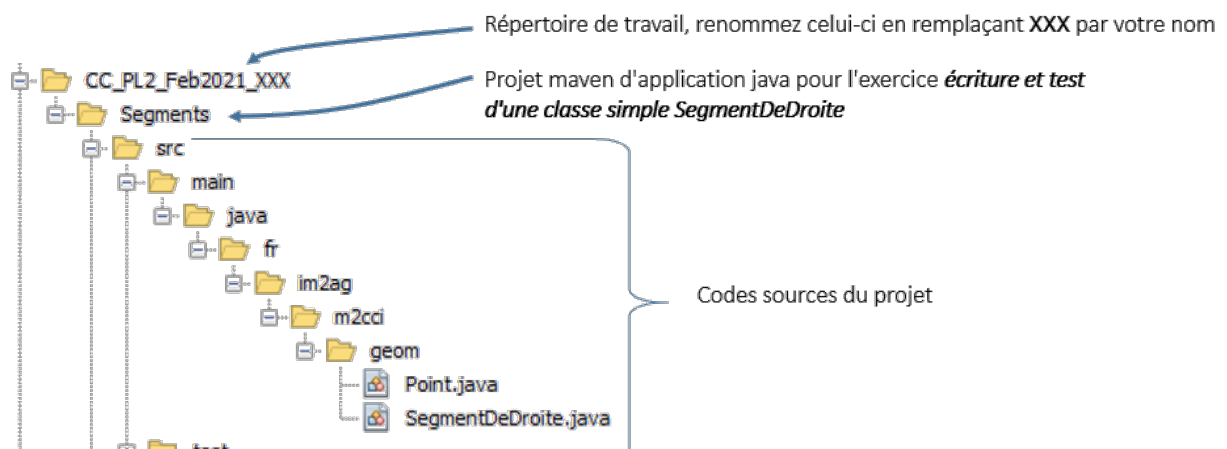 Répertoire de travail, renommez celui-ci en remplaçant XXX par votre nom
CC_PL2_Feb2021_XXX
Projet maven d'application java pour l'exercice écriture et test
d'une classe simple SegmentDeDroite
Segments
src
main
java
fr
im2ag
m2cci
geom
Codes sources du projet
Point.java
SegmentDeDroite.java